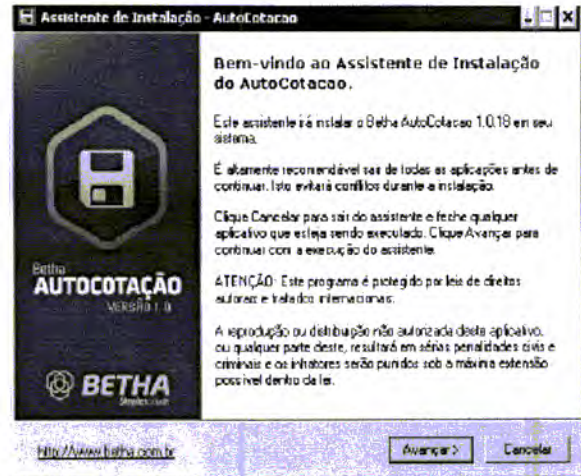 Assistente de Instalação - AutoCotacao
Bem-vindo ao Assistente de Instalação
do AutoCotacao.
Este assistente irá instalar o Betha AutoCotacao 1.0.18 em seu
sistema.
É altamente recomendável sair de todas as aplicações antes de
continuar. Isto evitará conflitos durante a instalação.
Clique Cancelar para sair do assistente e feche qualquer
aplicativo que esteja sendo executado. Clique Avançar para
continuar com a execução do assistente.
ATENÇÃO: Este programa é protegido por leis de direitos
autorais e tratados internacionais.
A reprodução ou distribuição não autorizada deste aplicativo,
ou qualquer parte deste, resultará em sérias penalidades civis e
criminais e os infratores serão punidos sob a máxima extensão
possível dentro da lei.
Betha
AUTOCOTAÇÃO
VERSÃO 1.0
BETHA
http://www.betha.com.br
Avançar >
Cancelar